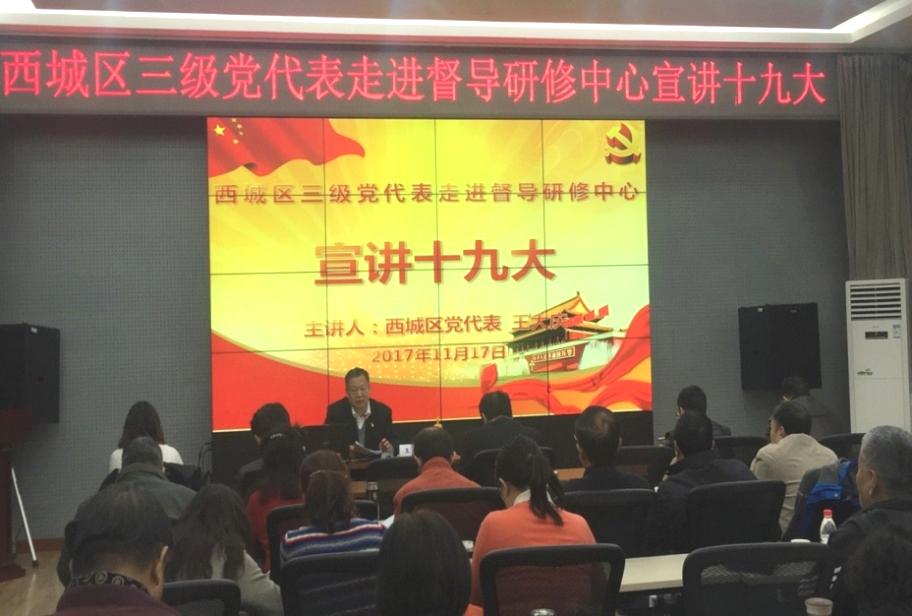 西城区三级党代表走进督导研修中心宣讲十九大
西城区三级党代表走进督导研修中心
宣讲十九大
主讲人：西城区党代表 王大庆
2017年11月17日